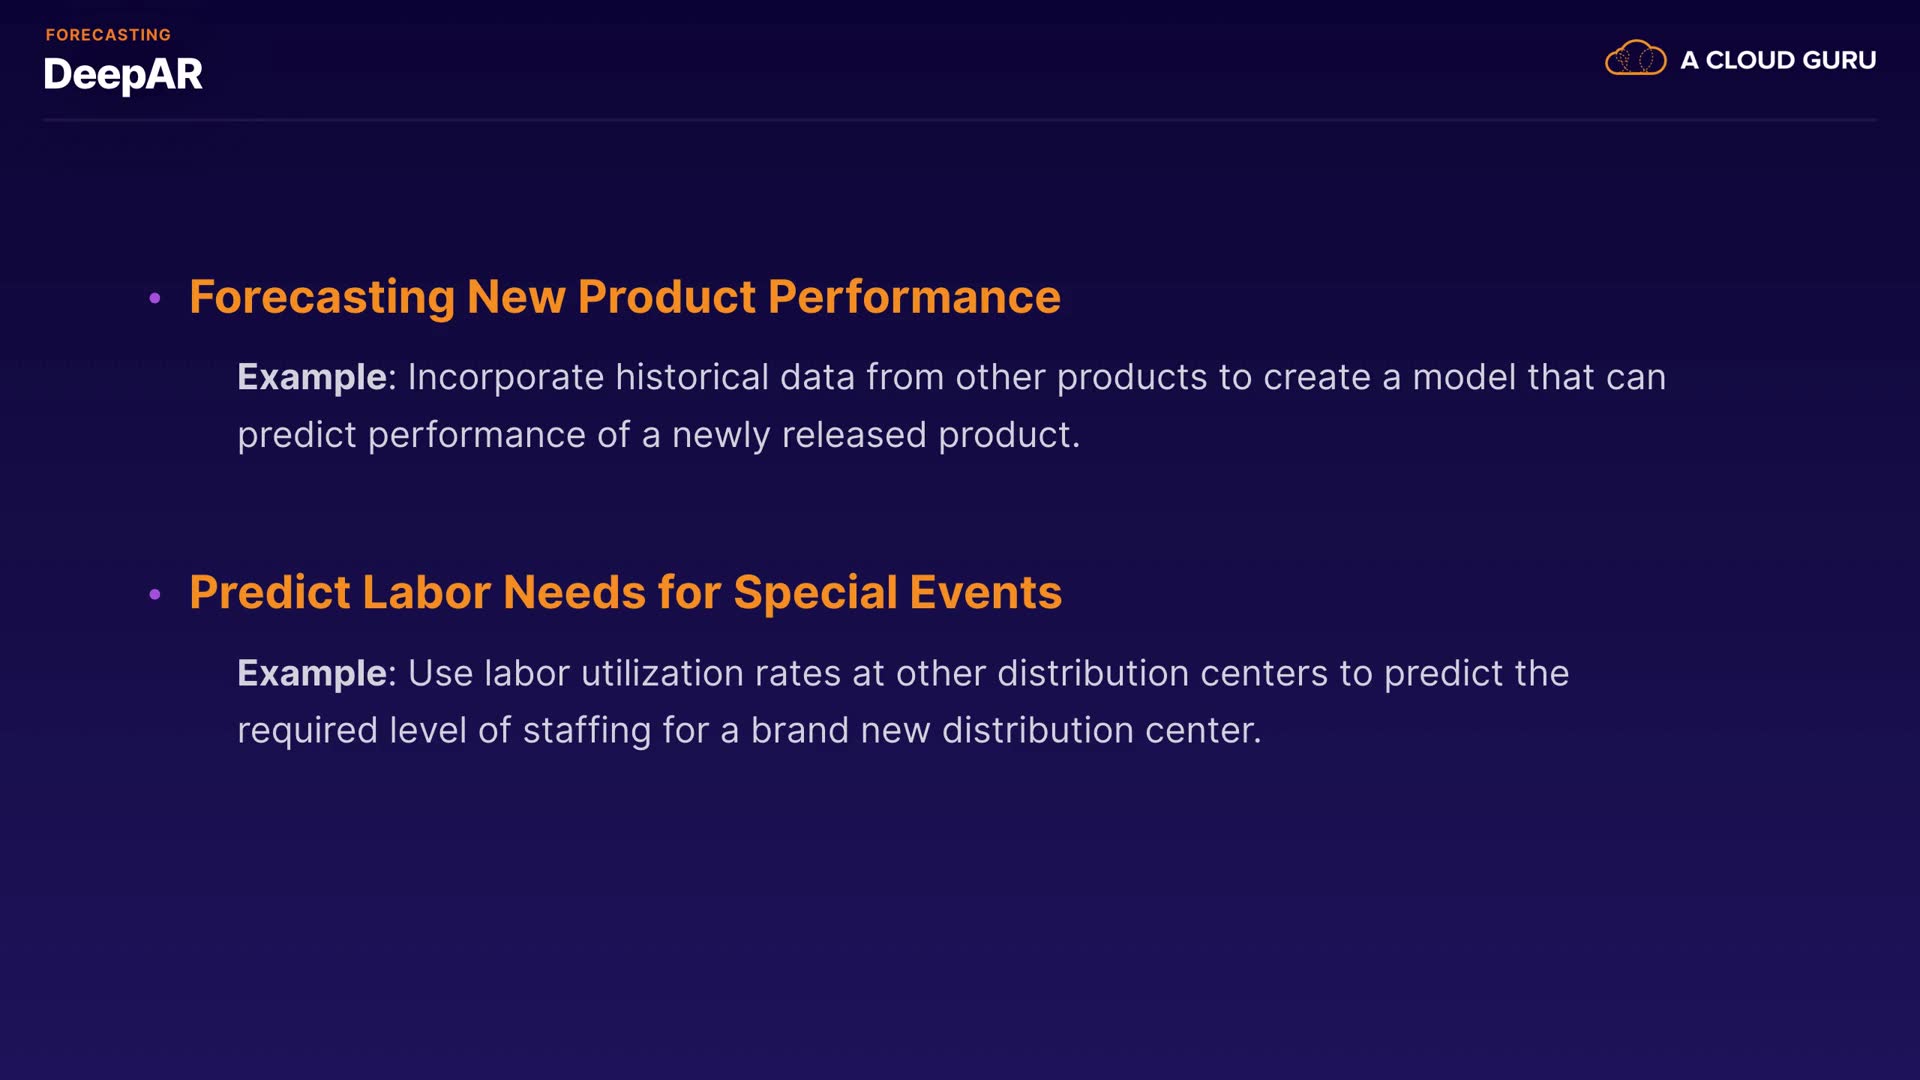 FORECASTING
DeepAR
A CLOUD GURU
• Forecasting New Product Performance
Example: Incorporate historical data from other products to create a model that can
predict performance of a newly released product.
• Predict Labor Needs for Special Events
Example: Use labor utilization rates at other distribution centers to predict the
required level of staffing for a brand new distribution center.